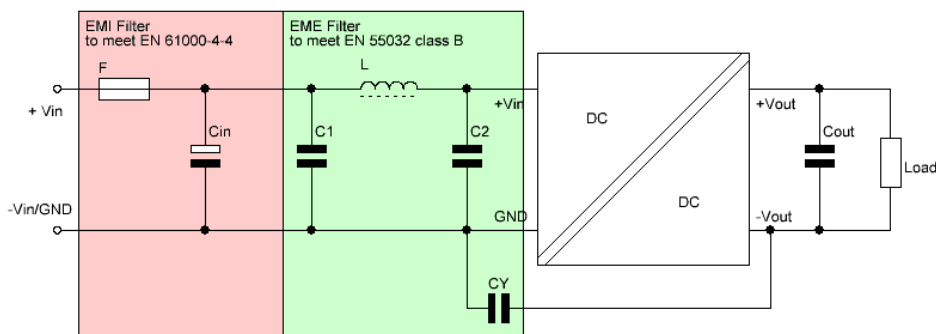 EMI Filter
to meet EN 61000-4-4
EME Filter
to meet EN 55032 class B
F
L
+ Vin
Cin
C1
C2
+Vin
DC
+Vout
Cout
Load
-Vin/GND
GND
DC
-Vout
CY